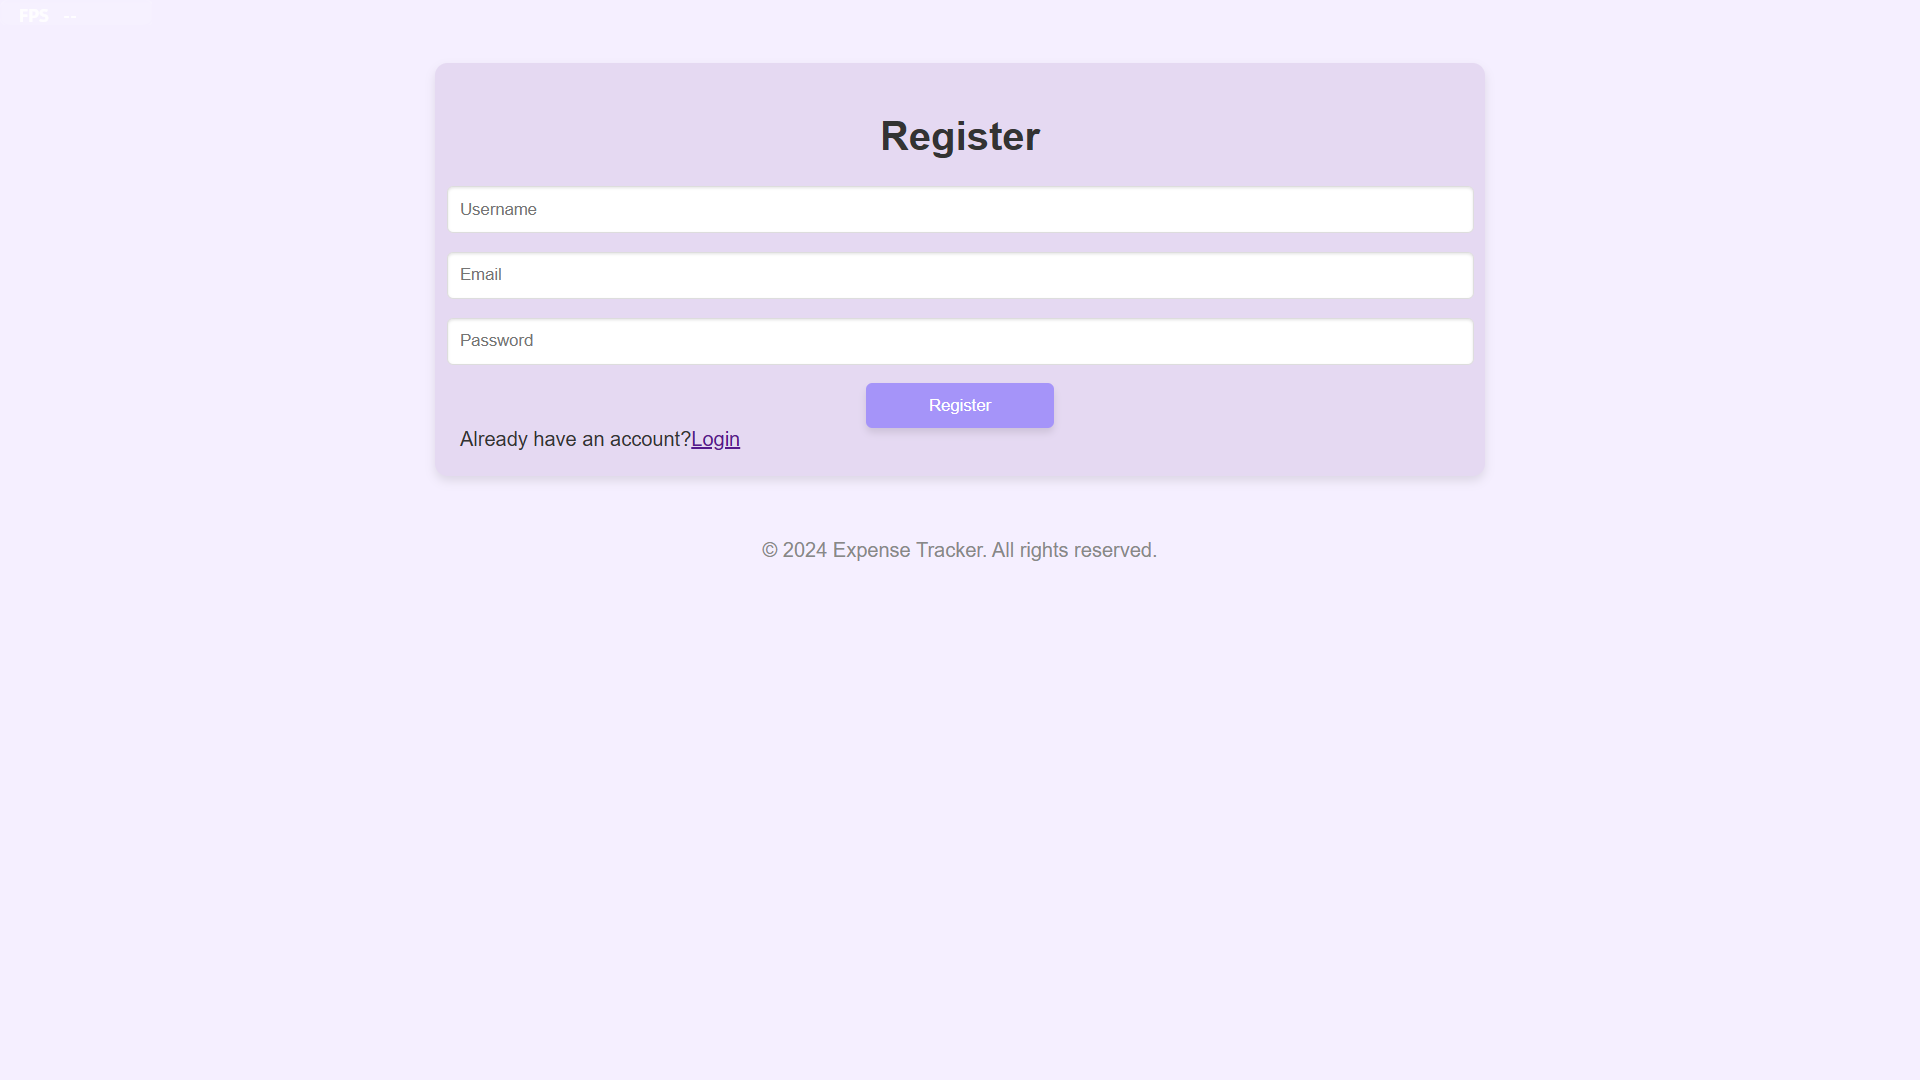 FPS --
Register
Username
Email
Password
Register
Already have an account?Login
© 2024 Expense Tracker. All rights reserved.